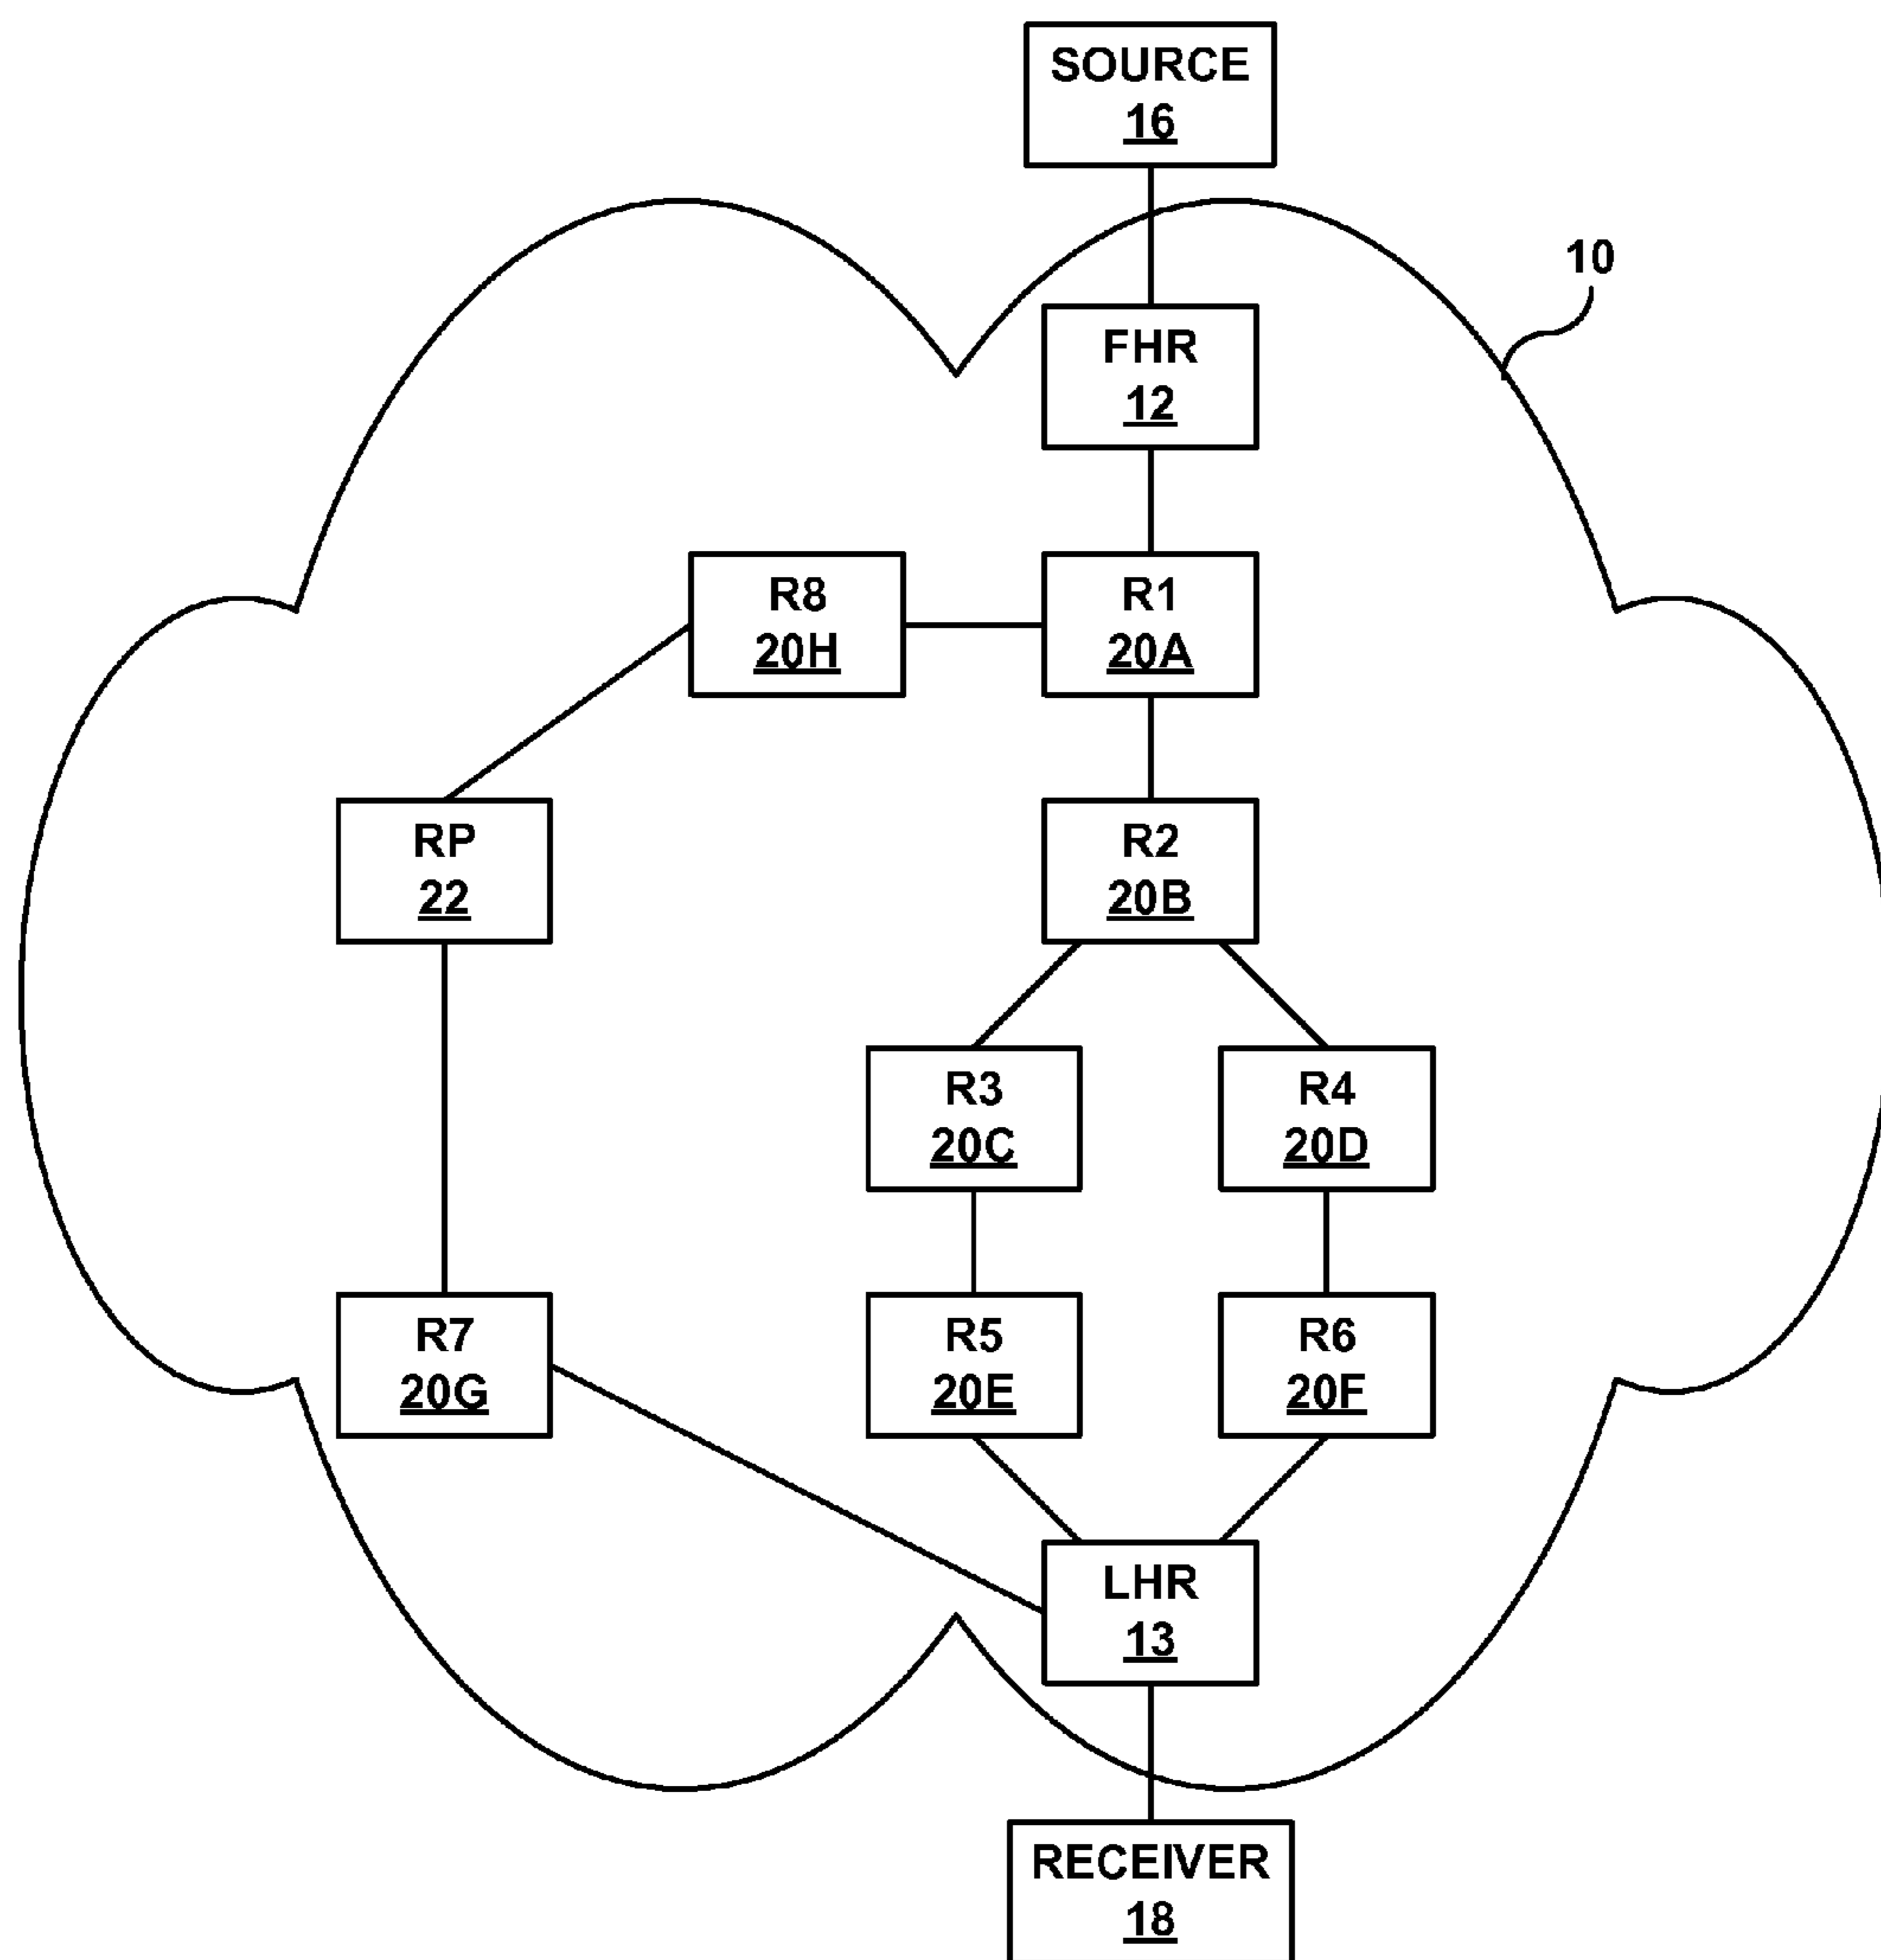 SOURCE
16
10
FHR
12
R8
20H
R1
20A
RP
22
R2
20B
R3
20C
R4
20D
R7
20G
R5
20E
R6
20F
LHR
13
RECEIVER
18